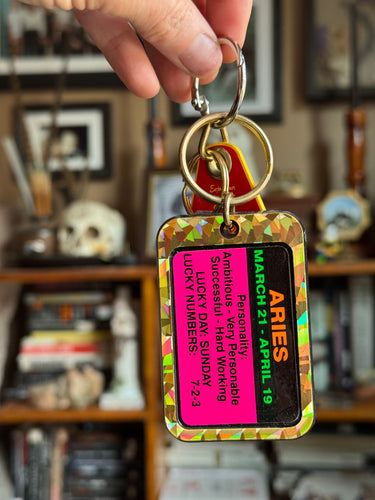 ARIES
MARCH 21 - APRIL 19
Personality:
Ambitious - Very Personable
Successful - Hard Working
LUCKY DAY: SUNDAY
LUCKY NUMBERS: 7-2-3